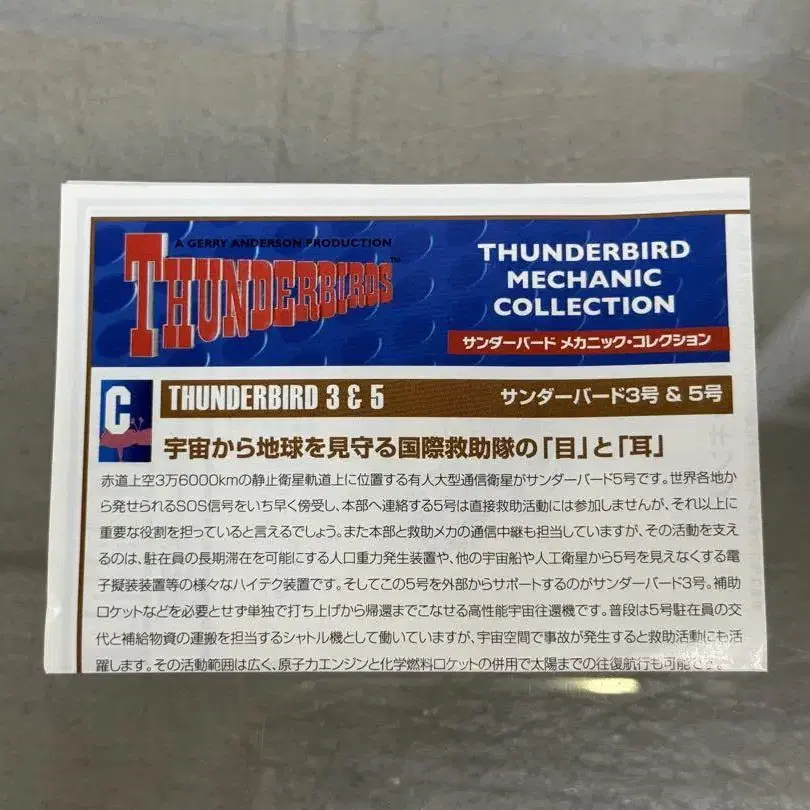 A GERRY ANDERSON PRODUCTION
THUNDERBIRDS™
THUNDERBIRD
MECHANIC
COLLECTION
サンダーバード メカニック・コレクション
C
THUNDERBIRD 3 & 5
サンダーバード3号 & 5号
宇宙から地球を見守る国際救助隊の「目」と「耳」
赤道上空3万6000kmの静止衛星軌道上に位置する有人大型通信衛星がサンダーバード5号です。世界各地か
ら発せられるSOS信号をいち早く傍受し、本部へ連絡する5号は直接救助活動には参加しませんが、それ以上に
重要な役割を担っていると言えるでしょう。また本部と救助メカの通信中継も担当していますが、その活動を支え
るのは、駐在員の長期滞在を可能にする人口重力発生装置や、他の宇宙船や人工衛星から5号を見えなくする電
子擬装装置等の様々なハイテク装置です。そしてこの5号を外部からサポートするのがサンダーバード3号。補助
ロケットなどを必要とせず単独で打ち上げから帰還までこなせる高性能宇宙往還機です。普段は5号駐在員の交
代と補給物資の運搬を担当するシャトル機として働いていますが、宇宙空間で事故が発生すると救助活動にも活
躍します。その活動範囲は広く、原子力エンジンと化学燃料ロケットの併用で太陽までの往復航行も可能です。